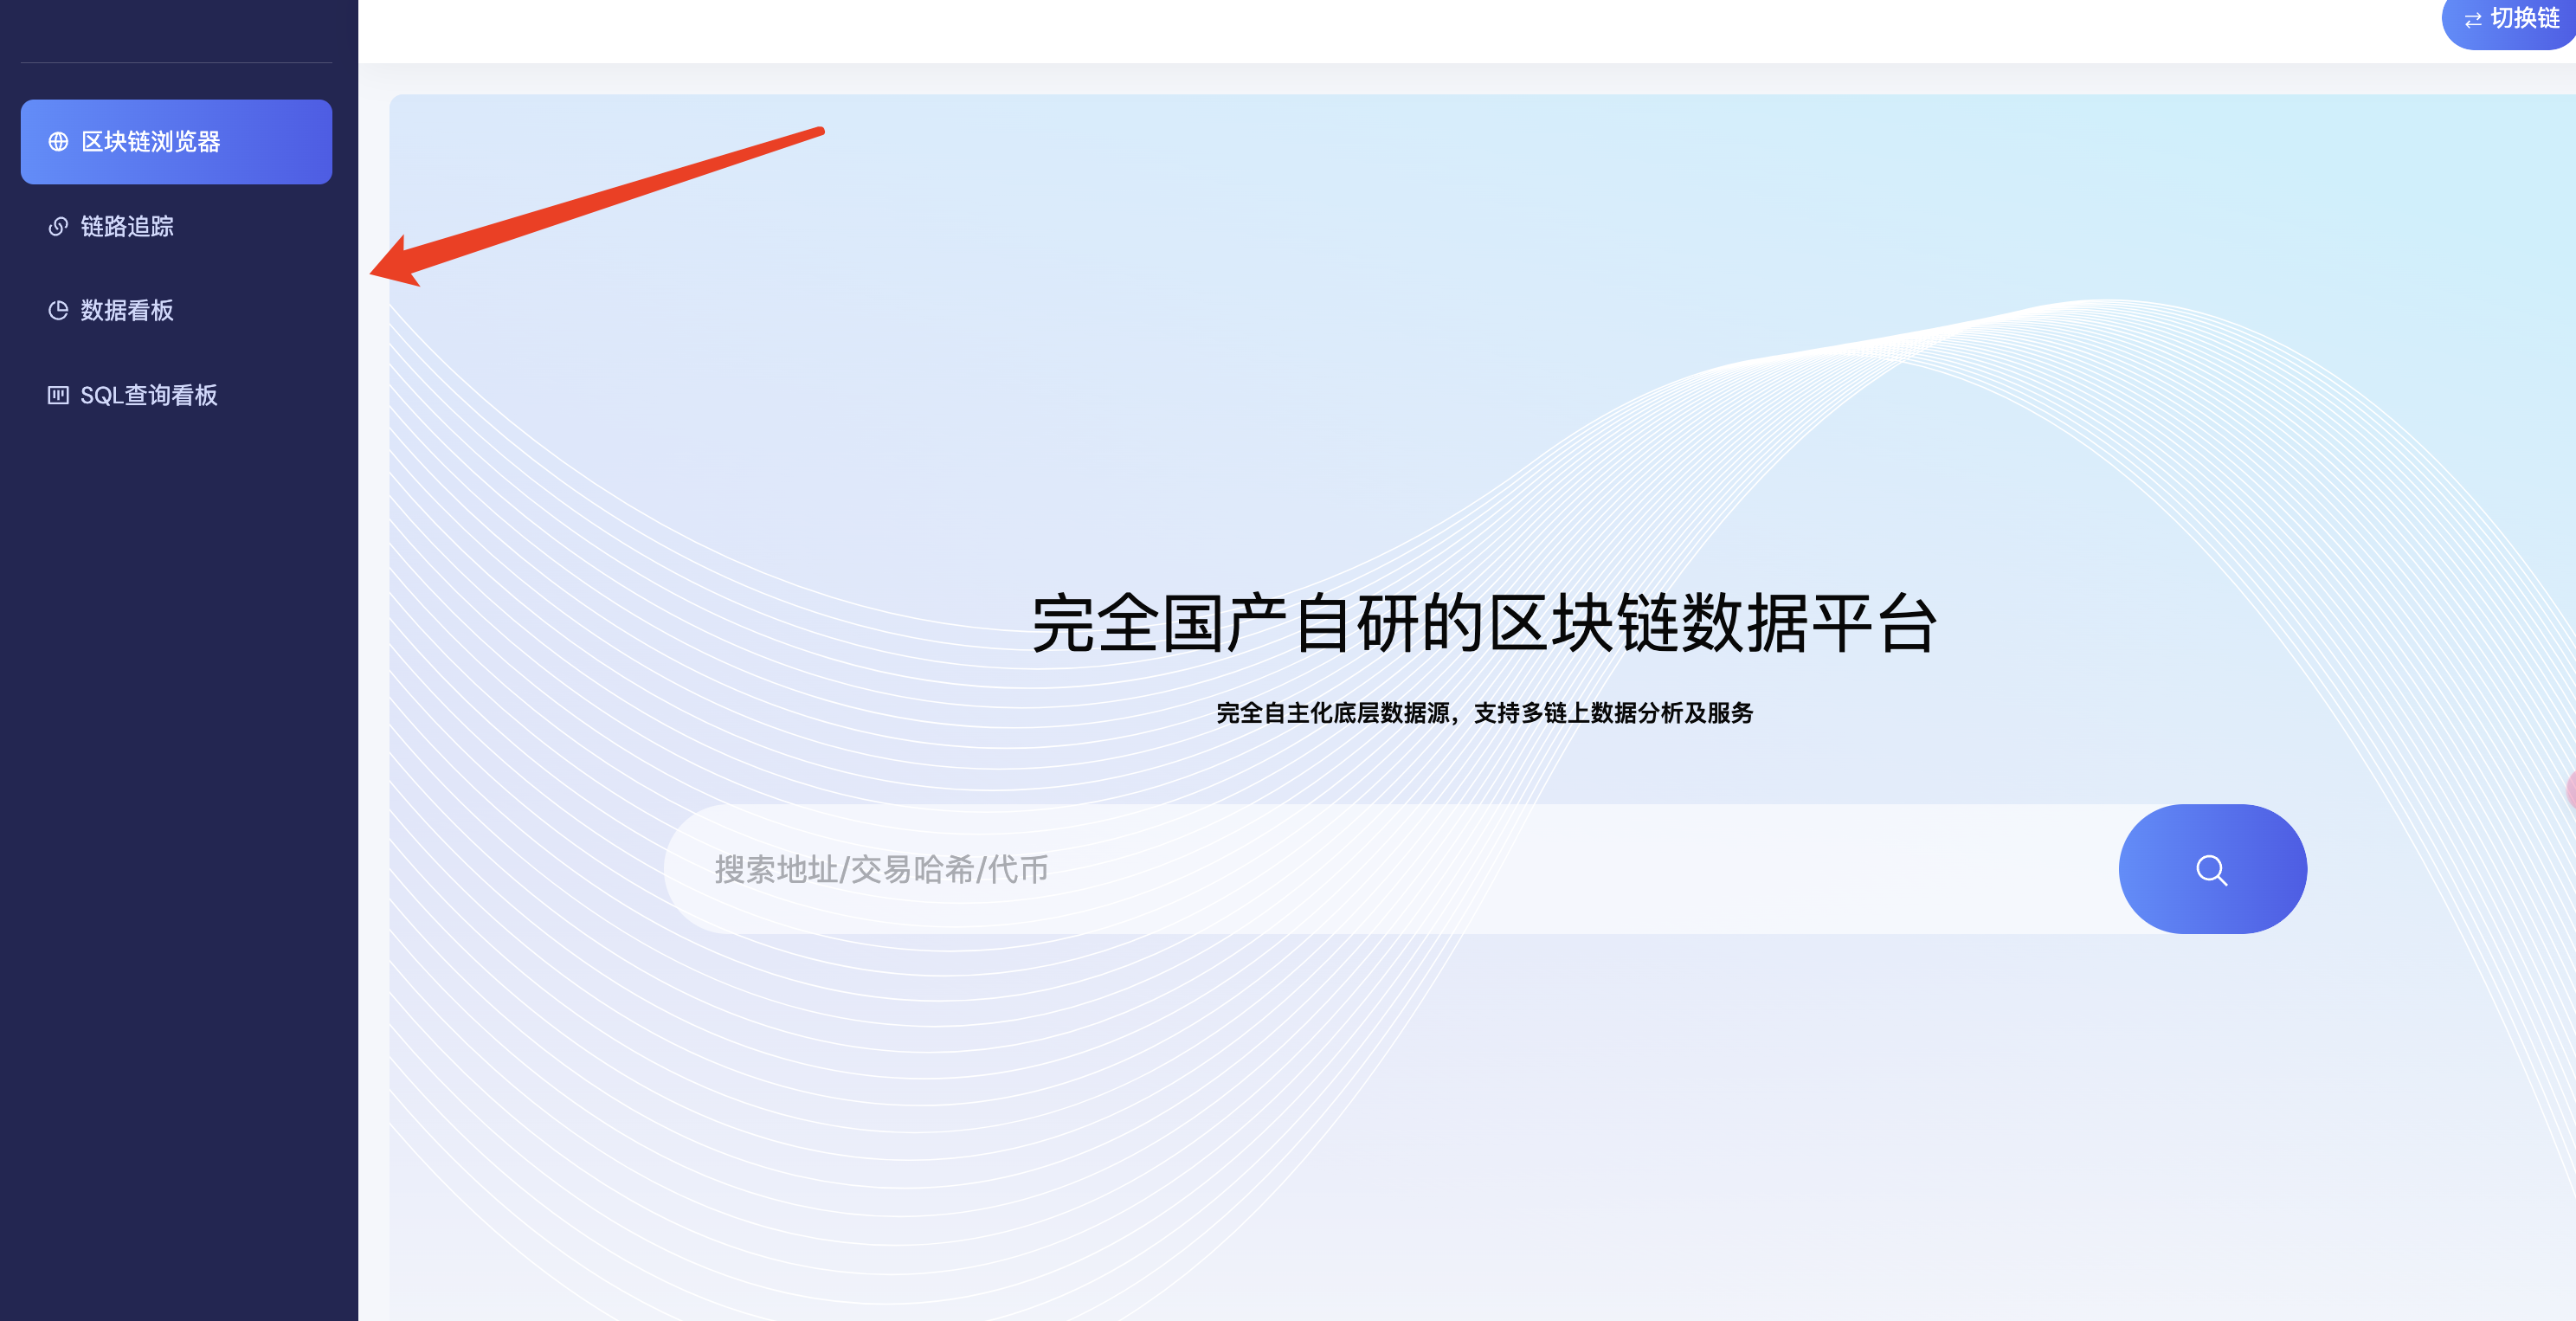 切换链
区块链浏览器
链路追踪
数据看板
SQL查询看板
完全国产自研的区块链数据平台
完全自主化底层数据源，支持多链上数据分析及服务
搜索地址/交易哈希/代币